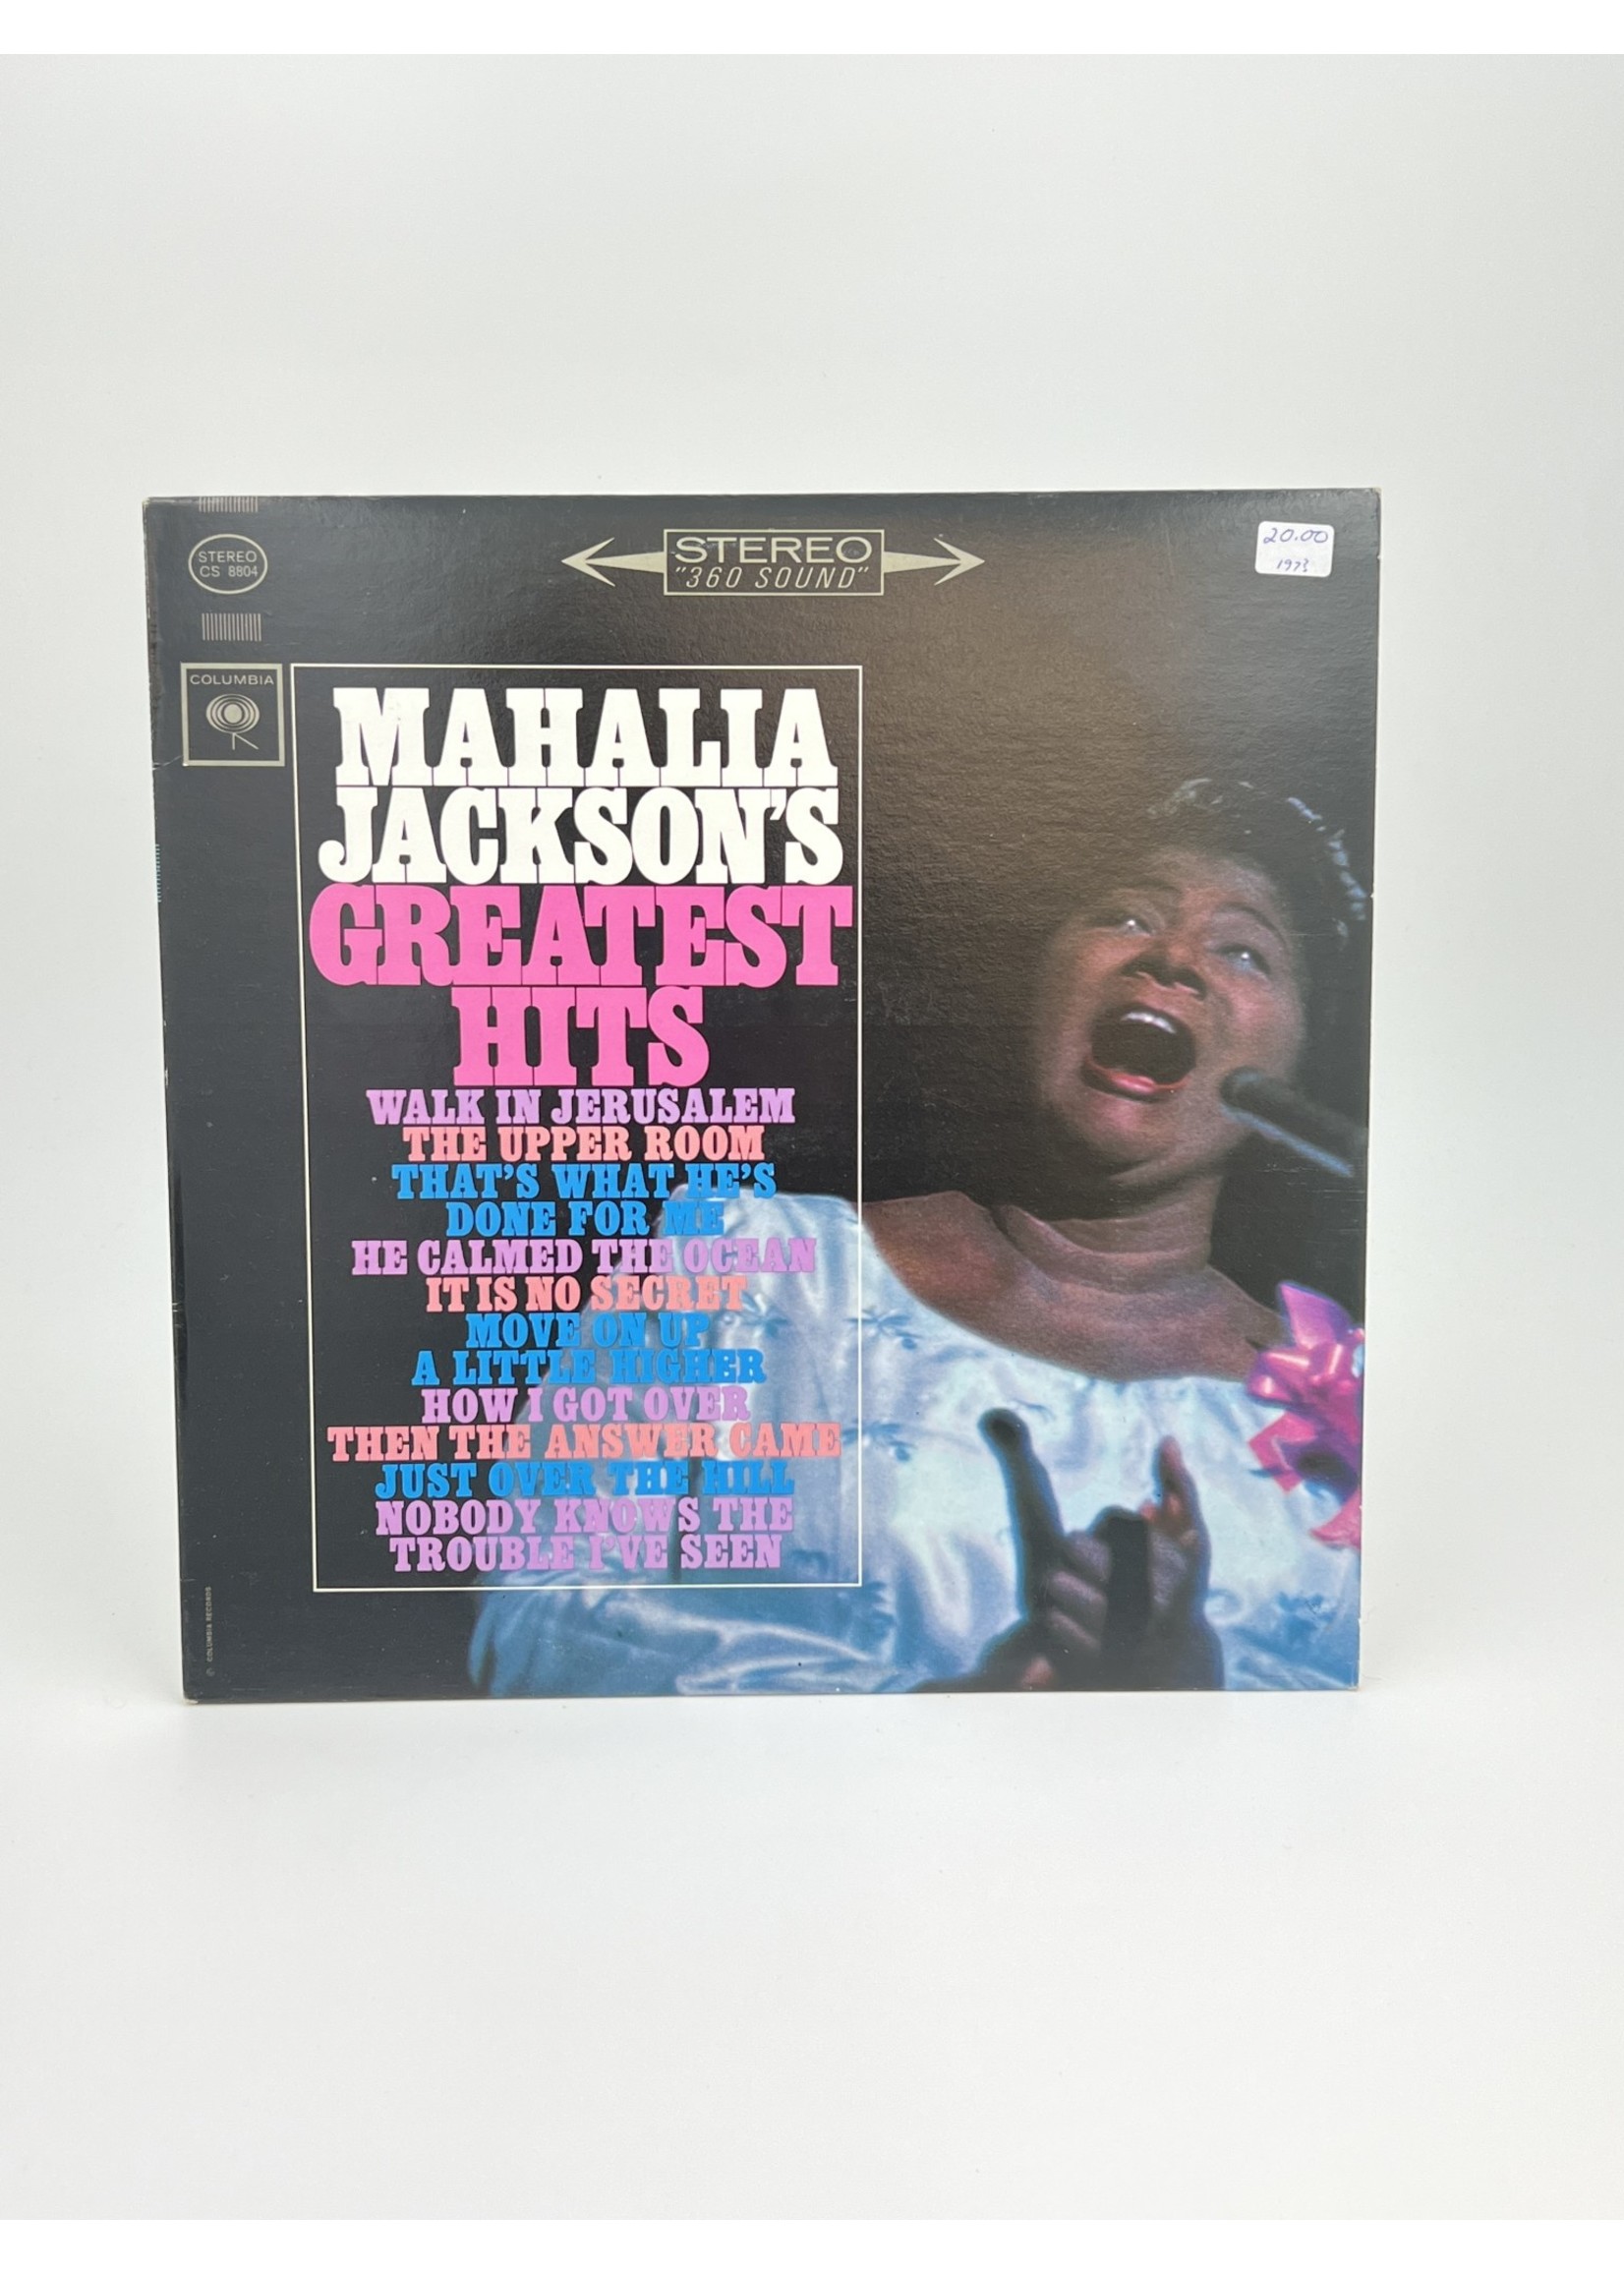 STEREO
CS 8804
STEREO
"360 SOUND"
20.00
1973
COLUMBIA
MAHALIA
JACKSON'S
GREATEST
HITS
WALK IN JERUSALEM
THE UPPER ROOM
THAT'S WHAT HE'S
DONE FOR ME
HE CALMED THE OCEAN
IT IS NO SECRET
MOVE ON UP
A LITTLE HIGHER
HOW I GOT OVER
THEN THE ANSWER CAME
JUST OVER THE HILL
NOBODY KNOWS THE
TROUBLE I'VE SEEN
© COLUMBIA RECORDS